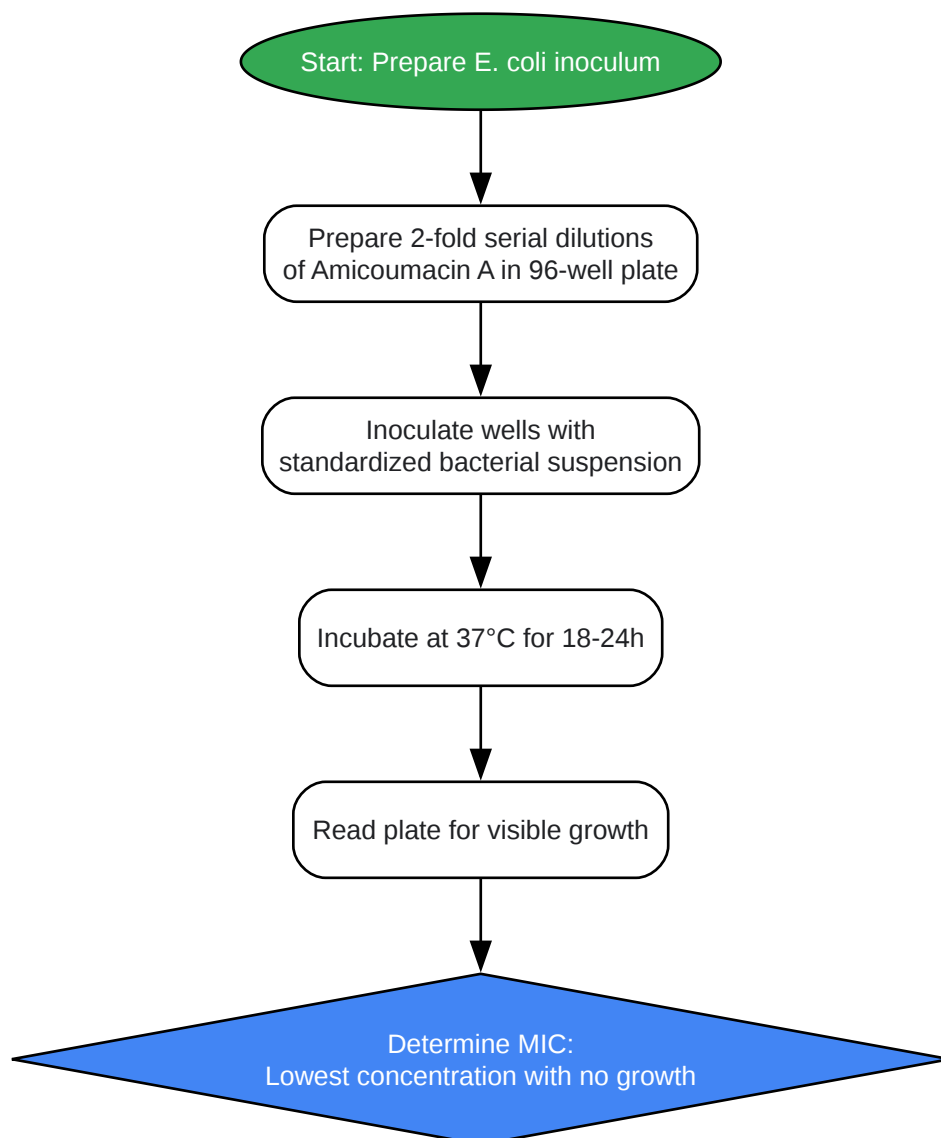 Start: Prepare E. coli inoculum
Prepare 2-fold serial dilutions
of Amicoumacin A in 96-well plate
Inoculate wells with
standardized bacterial suspension
Incubate at 37°C for 18-24h
Read plate for visible growth
Determine MIC:
Lowest concentration with no growth